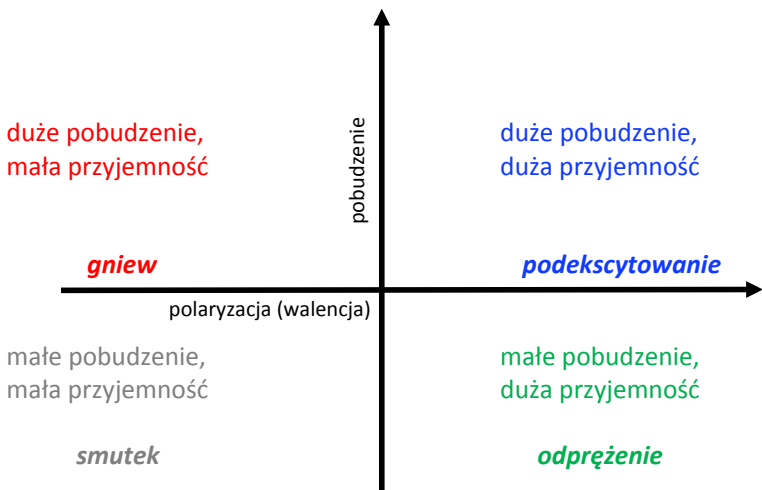 duże pobudzenie,
mała przyjemność
gniew
pobudzenie
duże pobudzenie,
duża przyjemność
podekscytowanie
polaryzacja (walencja)
małe pobudzenie,
mała przyjemność
smutek
małe pobudzenie,
duża przyjemność
odprężenie